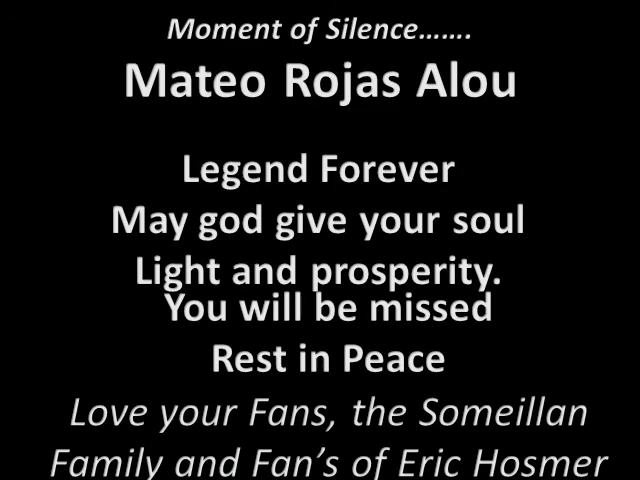 Moment of Silence…….
Mateo Rojas Alou
Legend Forever
May god give your soul
Light and prosperity.
You will be missed
Rest in Peace
Love your Fans, the Someillan
Family and Fan's of Eric Hosmer